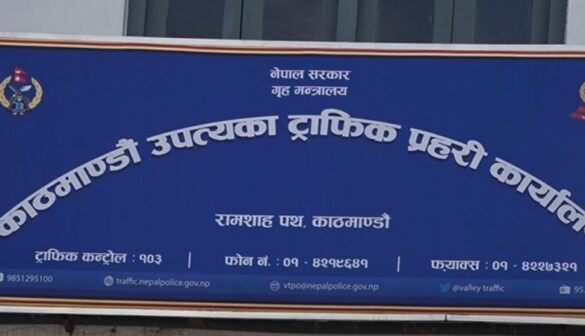 नेपाल सरकार
गृह मन्त्रालय
काठमाण्डौं उपत्यका ट्राफिक प्रहरी
रामशाह पथ, काठमाण्डौं
ट्राफिक कन्ट्रोल : १०३ | फोन नं. : ०१ - ४२१९६४१ | फ्याक्स : ०१ - ४२२७३२१
9851295100 traffic.nepalpolice.gov.np vtpo@nepalpolice.gov.np @valley traffic